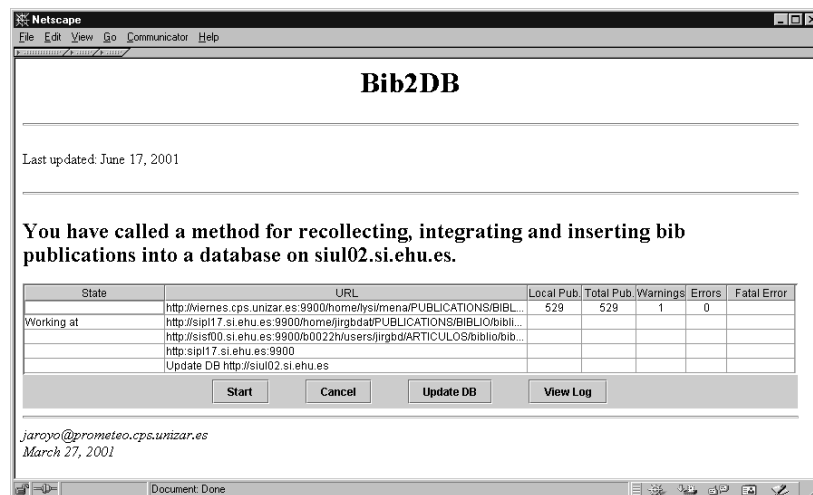 Netscape
File Edit View Go Communicator Help
Bib2DB
Last updated: June 17, 2001
You have called a method for recollecting, integrating and inserting bib
publications into a database on siul02.si.ehu.es.
State URL Local Pub. Total Pub. Warnings Errors Fatal Error
http://viernes.cps.unizar.es:9900/home/lysi/mena/PUBLICATIONS/BIBL... 529 529 1 0
Working at http://sipl17.si.ehu.es:9900/home/jirgbdat/PUBLICATIONS/BIBLIO/bibli...
http://sisf00.si.ehu.es:9900/b0022h/users/jirgbd/ARTICULOS/biblio/bib...
http:sipl17.si.ehu.es:9900
Update DB http://siul02.si.ehu.es
Start Cancel Update DB View Log
jaroyo@prometeo.cps.unizar.es
March 27, 2001
Document: Done